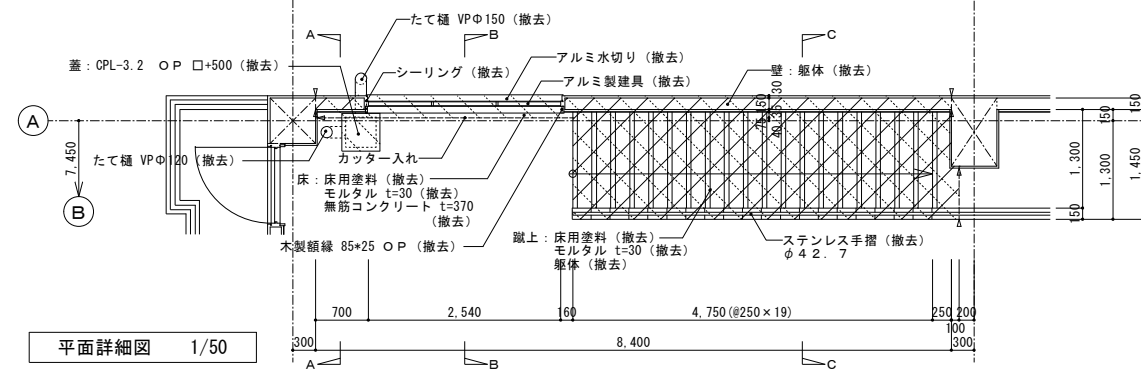 たて樋 VPΦ150（撤去）
A
B
C
蓋：CPL-3.2 ＯＰ 口+500（撤去）
シーリング（撤去）
アルミ水切り（撤去）
アルミ製建具（撤去）
壁：躯体（撤去）
A
7,450
B
たて樋 VPΦ120（撤去）
カッター入れ
床：床用塗料（撤去）
モルタル t=30（撤去）
無筋コンクリート t=370
（撤去）
木製額縁 85*25 ＯＰ（撤去）
蹴上：床用塗料（撤去）
モルタル t=30（撤去）
躯体（撤去）
ステンレス手摺（撤去）
φ４２．７
30
150
75
35
40
150
150
1,300
1,300
1,450
150
700
2,540
160
4,750(@250×19)
250
200
100
300
8,400
300
A
B
C
平面詳細図 1/50